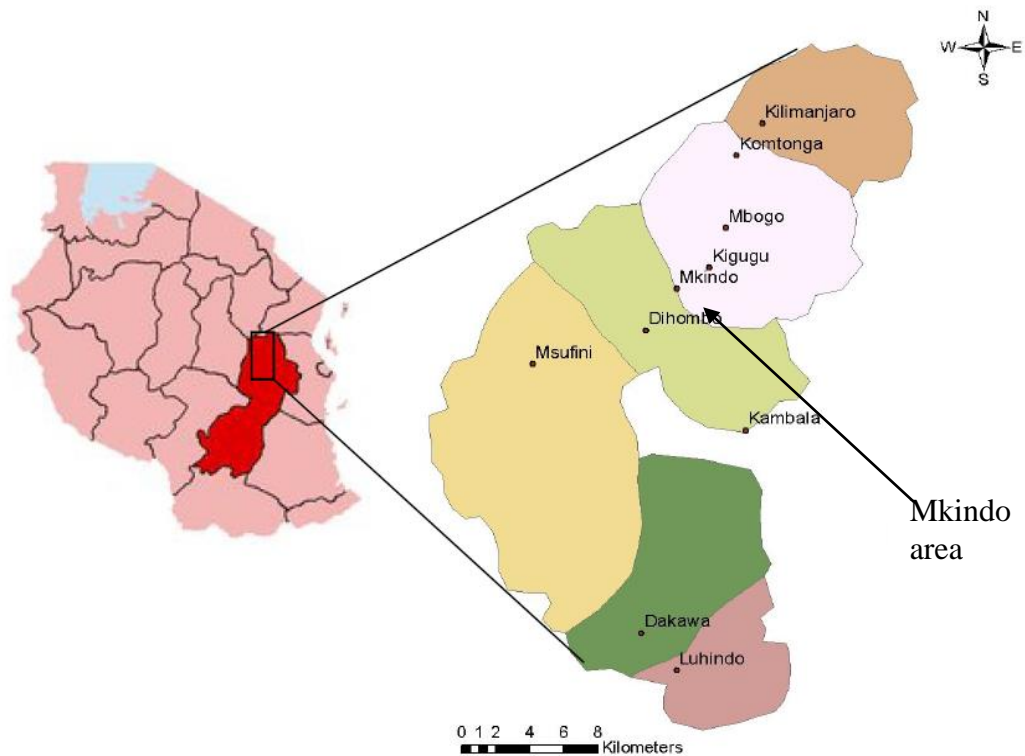 N
W E
S
Kilimanjaro
Komtonga
Mbogo
Kigugu
Mkindo
Dihombo
Msufini
Kambala
Mkindo
area
Dakawa
Luhindo
0 1 2 4 6 8
Kilometers